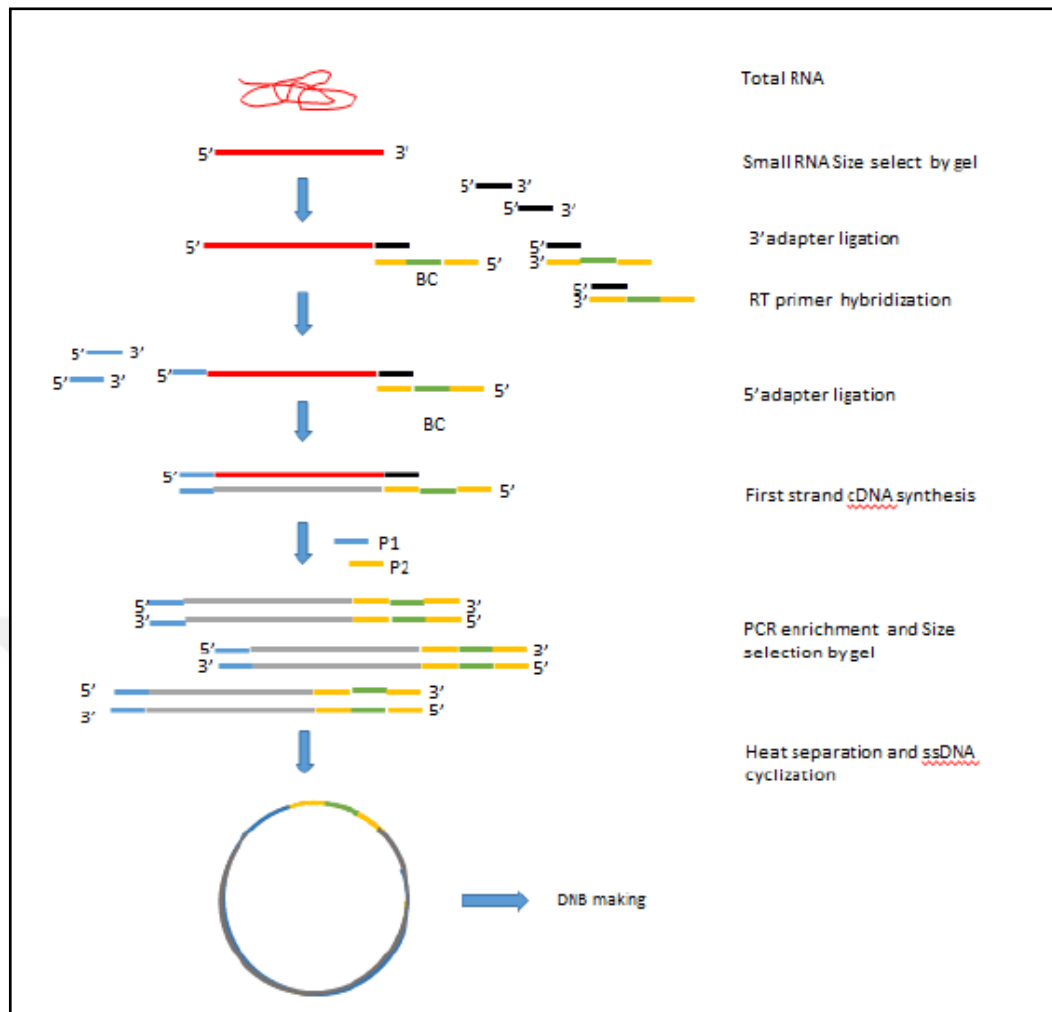 Total RNA
5’ 3’
Small RNA Size select by gel
5’ 3’
5’ 3’
5’
3’adapter ligation
5’
3’
5’
BC
5’
3’
RT primer hybridization
5’ 3’
5’ 3’
5’
5’
5’adapter ligation
BC
5’
5’
First strand cDNA synthesis
P1
P2
5’ 3’
3’ 5’
PCR enrichment and Size
selection by gel
5’ 3’
3’ 5’
5’ 3’
3’ 5’
Heat separation and ssDNA
cyclization
DNB making